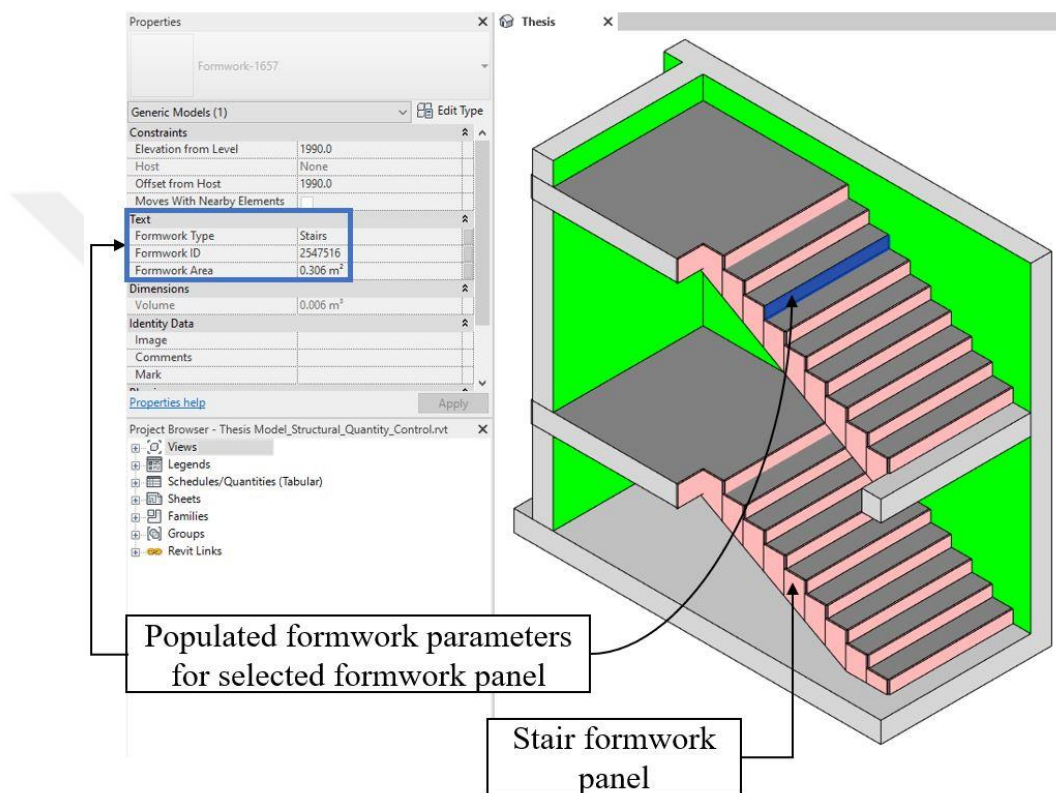 Properties
Formwork-1657
Generic Models (1)
Edit Type
Constraints
Elevation from Level 1990.0
Host None
Offset from Host 1990.0
Moves With Nearby Elements
Text
Formwork Type Stairs
Formwork ID 2547516
Formwork Area 0.306 m²
Dimensions
Volume 0.006 m³
Identity Data
Image
Comments
Mark
Properties help
Apply
Project Browser - Thesis Model_Structural_Quantity_Control.rvt
Views
Legends
Schedules/Quantities (Tabular)
Sheets
Families
Groups
Revit Links
Thesis
Populated formwork parameters
for selected formwork panel
Stair formwork
panel